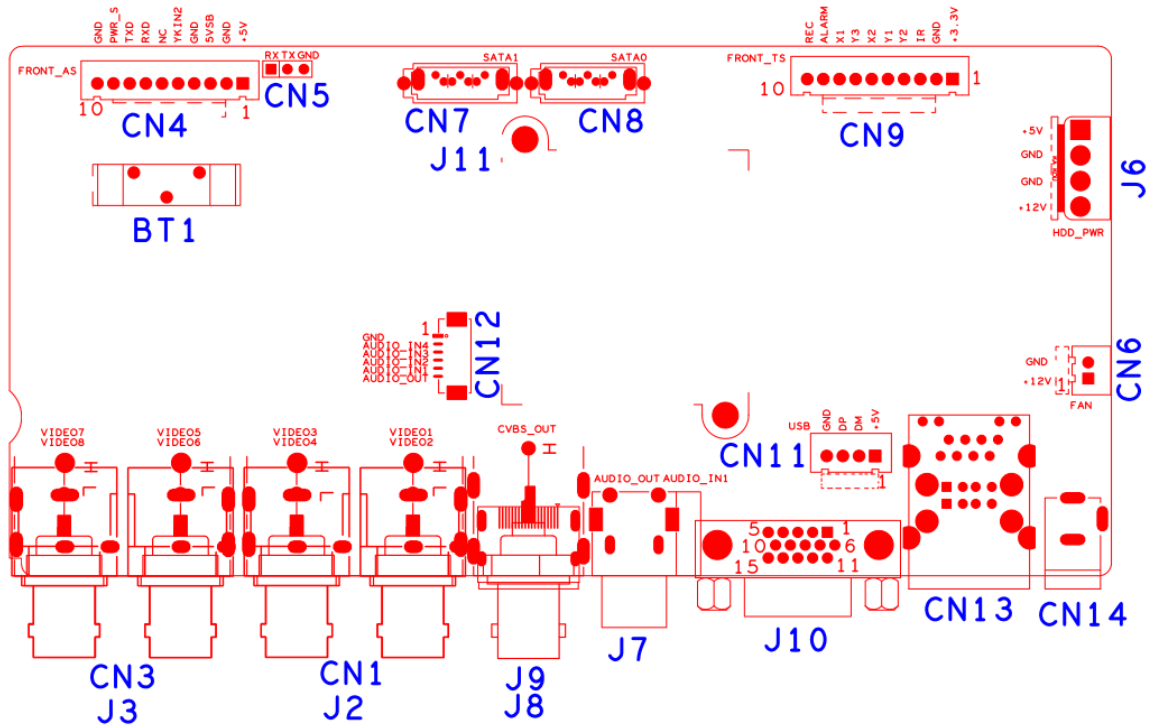 GND PWR_S TXD RXD NC YKIN2 GND 5VSB GND +5V
REC ALARM X1 Y3 X2 Y1 Y2 IR GND +3.3V
FRONT_AS
RX TX GND
SATA1
SATA0
FRONT_TS
10
1
CN4
CN5
CN7
CN8
10
1
CN9
J11
+5V
GND
GND
+12V
J6
HDD_PWR
BT1
1
GND
AUDIO_IN4
AUDIO_IN3
AUDIO_IN2
AUDIO_IN1
AUDIO_OUT
CN12
GND
+12V
1
FAN
CN6
USB
GND DP DM +5V
1
CN11
VIDEO7
VIDEO8
VIDEO5
VIDEO6
VIDEO3
VIDEO4
VIDEO1
VIDEO2
CVBS_OUT
AUDIO_OUT AUDIO_IN1
5
1
10
6
15
11
CN13
CN14
J10
J7
CN3
J3
CN1
J2
J9
J8